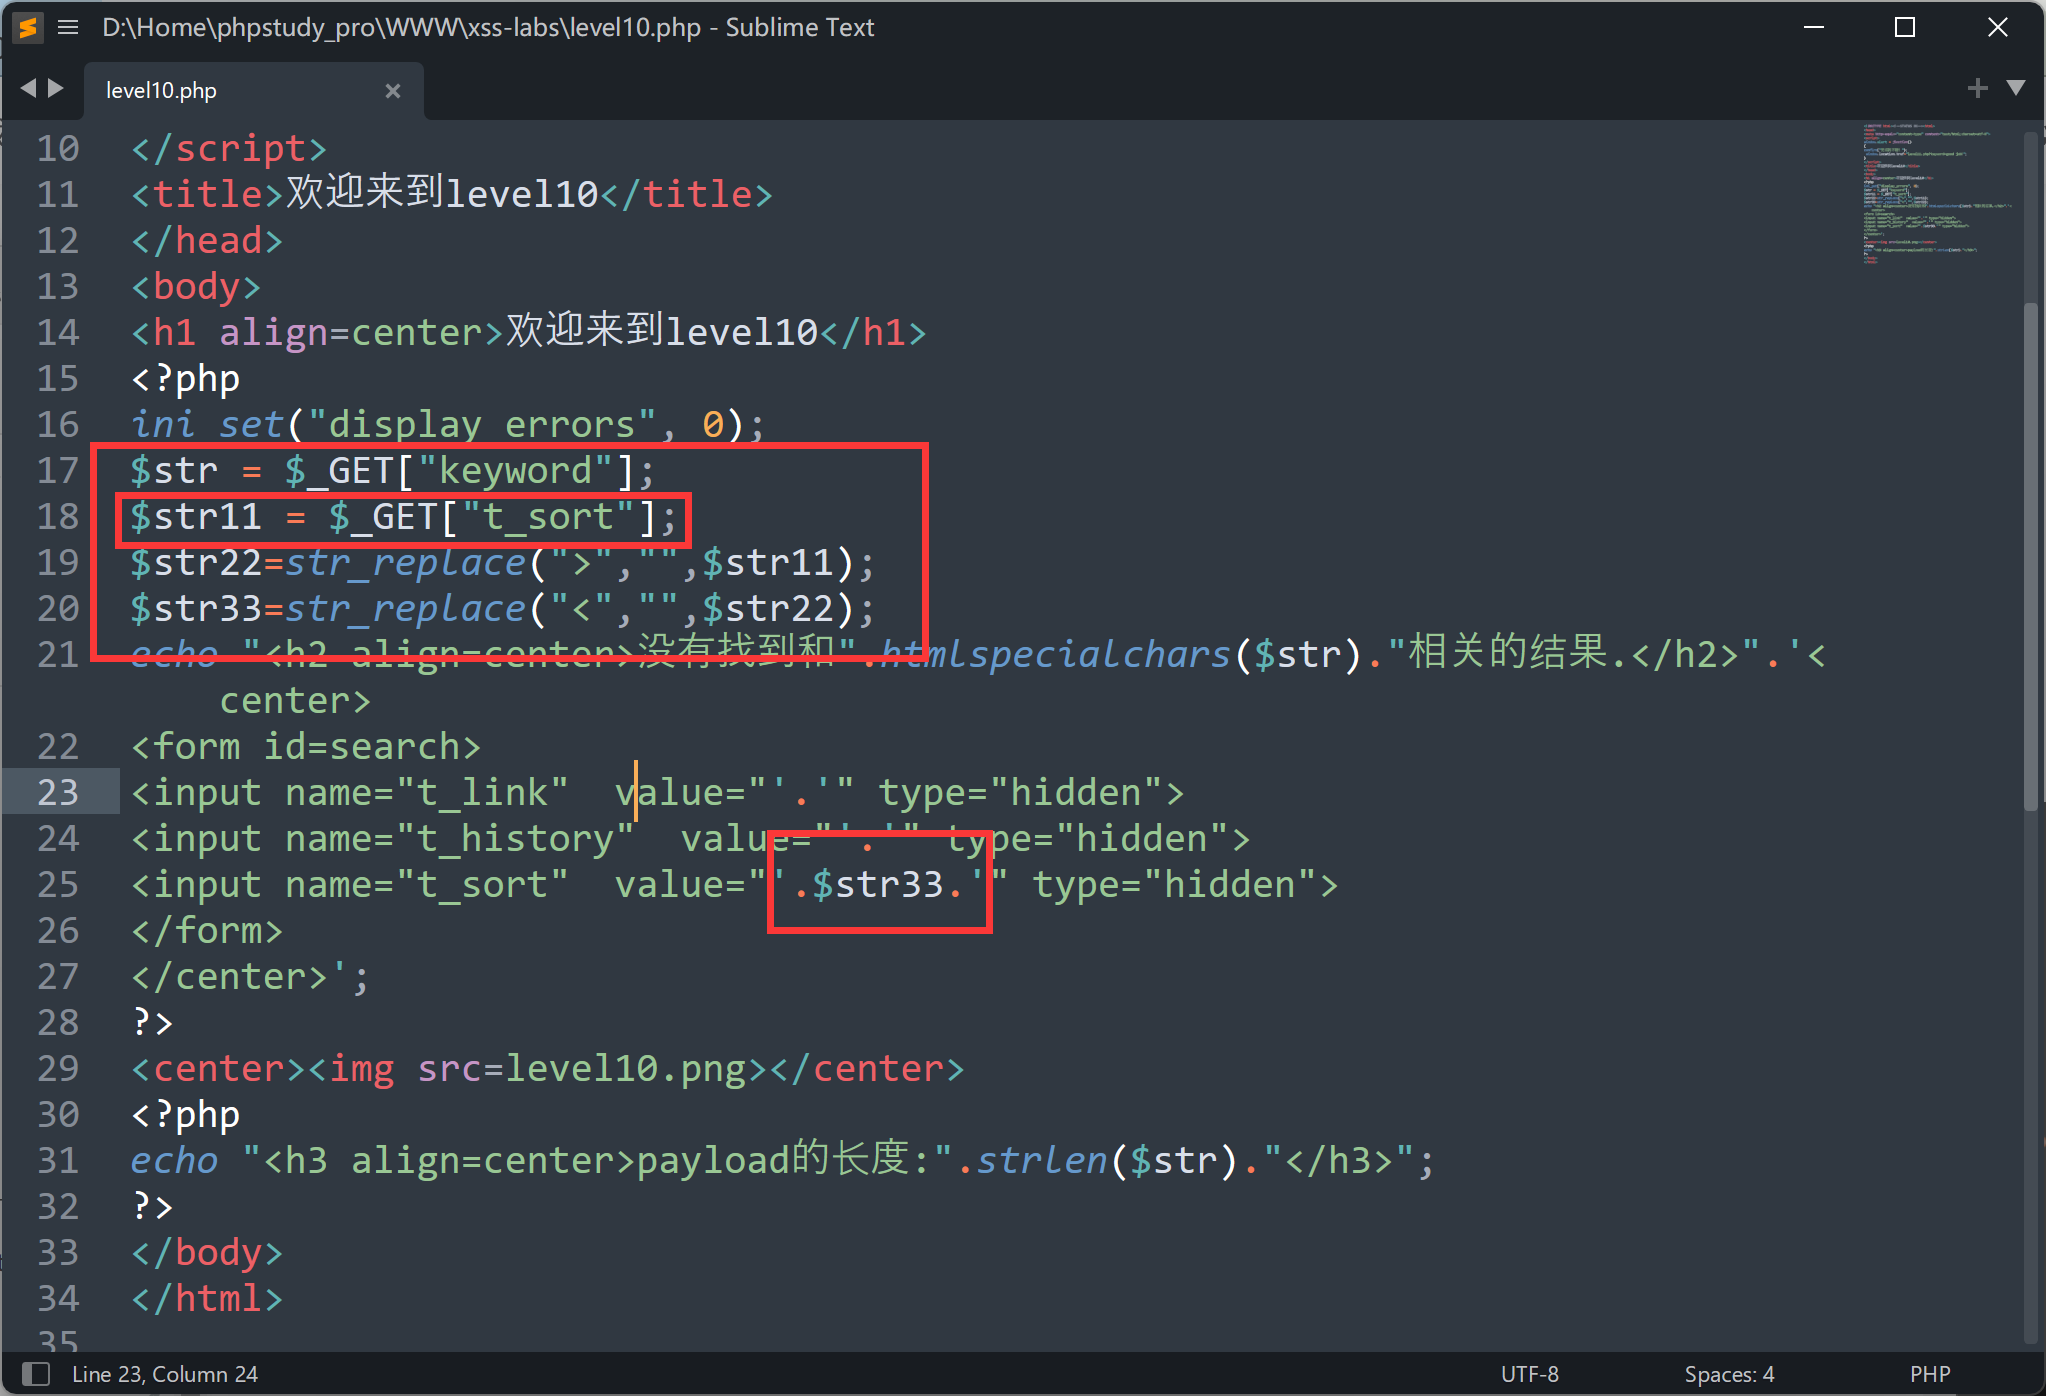 D:\Home\phpstudy_pro\WWW\xss-labs\level10.php - Sublime Text
level10.php
10 </script>
11 <title>欢迎来到level10</title>
12 </head>
13 <body>
14 <h1 align=center>欢迎来到level10</h1>
15 <?php
16 ini_set("display_errors", 0);
17 $str = $_GET["keyword"];
18 $str11 = $_GET["t_sort"];
19 $str22=str_replace(">","",$str11);
20 $str33=str_replace("<","",$str22);
21 echo "<h2 align=center>没有找到和".htmlspecialchars($str)."相关的结果.</h2>".'<
center>
22 <form id=search>
23 <input name="t_link"  value="'.'" type="hidden">
24 <input name="t_history"  value="'.'" type="hidden">
25 <input name="t_sort"  value="'.$str33.'" type="hidden">
26 </form>
27 </center>';
28 ?>
29 <center><img src=level10.png></center>
30 <?php
31 echo "<h3 align=center>payload的长度:".strlen($str)."</h3>";
32 ?>
33 </body>
34 </html>
35
Line 23, Column 24
UTF-8
Spaces: 4
PHP